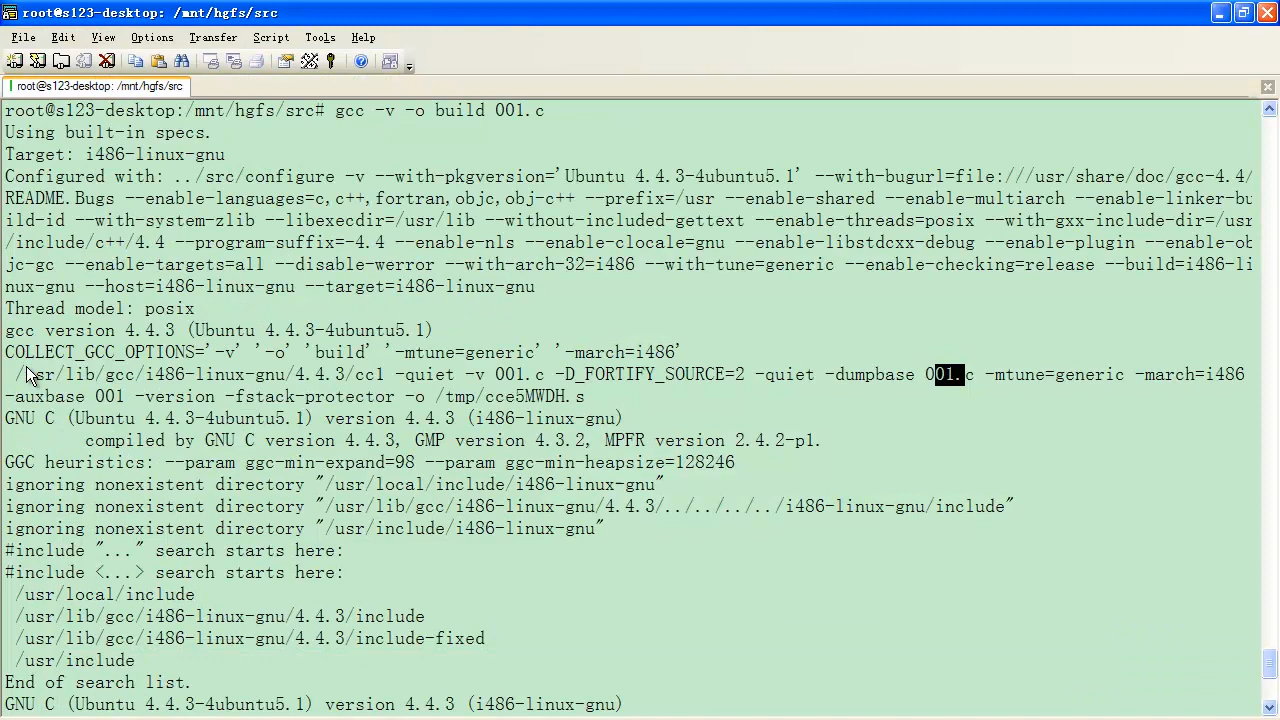 root@s123-desktop: /mnt/hgfs/src
File Edit View Options Transfer Script Tools Help
root@s123-desktop: /mnt/hgfs/src
root@s123-desktop:/mnt/hgfs/src# gcc -v -o build 001.c
Using built-in specs.
Target: i486-linux-gnu
Configured with: ../src/configure -v --with-pkgversion='Ubuntu 4.4.3-4ubuntu5.1' --with-bugurl=file:///usr/share/doc/gcc-4.4/
README.Bugs --enable-languages=c,c++,fortran,objc,obj-c++ --prefix=/usr --enable-shared --enable-multiarch --enable-linker-bu
ild-id --with-system-zlib --libexecdir=/usr/lib --without-included-gettext --enable-threads=posix --with-gxx-include-dir=/usr
/include/c++/4.4 --program-suffix=-4.4 --enable-nls --enable-clocale=gnu --enable-libstdcxx-debug --enable-plugin --enable-ob
jc-gc --enable-targets=all --disable-werror --with-arch-32=i486 --with-tune=generic --enable-checking=release --build=i486-li
nux-gnu --host=i486-linux-gnu --target=i486-linux-gnu
Thread model: posix
gcc version 4.4.3 (Ubuntu 4.4.3-4ubuntu5.1)
COLLECT_GCC_OPTIONS='-v' '-o' 'build' '-mtune=generic' '-march=i486'
/usr/lib/gcc/i486-linux-gnu/4.4.3/cc1 -quiet -v 001.c -D_FORTIFY_SOURCE=2 -quiet -dumpbase 001.c -mtune=generic -march=i486
-auxbase 001 -version -fstack-protector -o /tmp/cce5MWDH.s
GNU C (Ubuntu 4.4.3-4ubuntu5.1) version 4.4.3 (i486-linux-gnu)
compiled by GNU C version 4.4.3, GMP version 4.3.2, MPFR version 2.4.2-p1.
GGC heuristics: --param ggc-min-expand=98 --param ggc-min-heapsize=128246
ignoring nonexistent directory "/usr/local/include/i486-linux-gnu"
ignoring nonexistent directory "/usr/lib/gcc/i486-linux-gnu/4.4.3/../../../../i486-linux-gnu/include"
ignoring nonexistent directory "/usr/include/i486-linux-gnu"
#include "..." search starts here:
#include <...> search starts here:
/usr/local/include
/usr/lib/gcc/i486-linux-gnu/4.4.3/include
/usr/lib/gcc/i486-linux-gnu/4.4.3/include-fixed
/usr/include
End of search list.
GNU C (Ubuntu 4.4.3-4ubuntu5.1) version 4.4.3 (i486-linux-gnu)